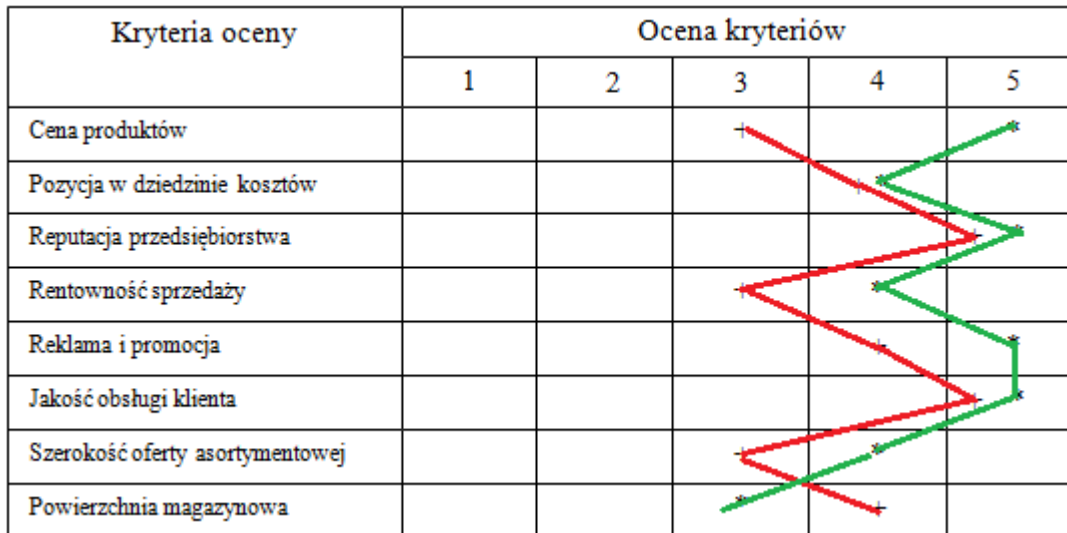 Kryteria oceny
Ocena kryteriów
1 2 3 4 5
Cena produktów
Pozycja w dziedzinie kosztów
Reputacja przedsiębiorstwa
Rentowność sprzedaży
Reklama i promocja
Jakość obsługi klienta
Szerokość oferty asortymentowej
Powierzchnia magazynowa